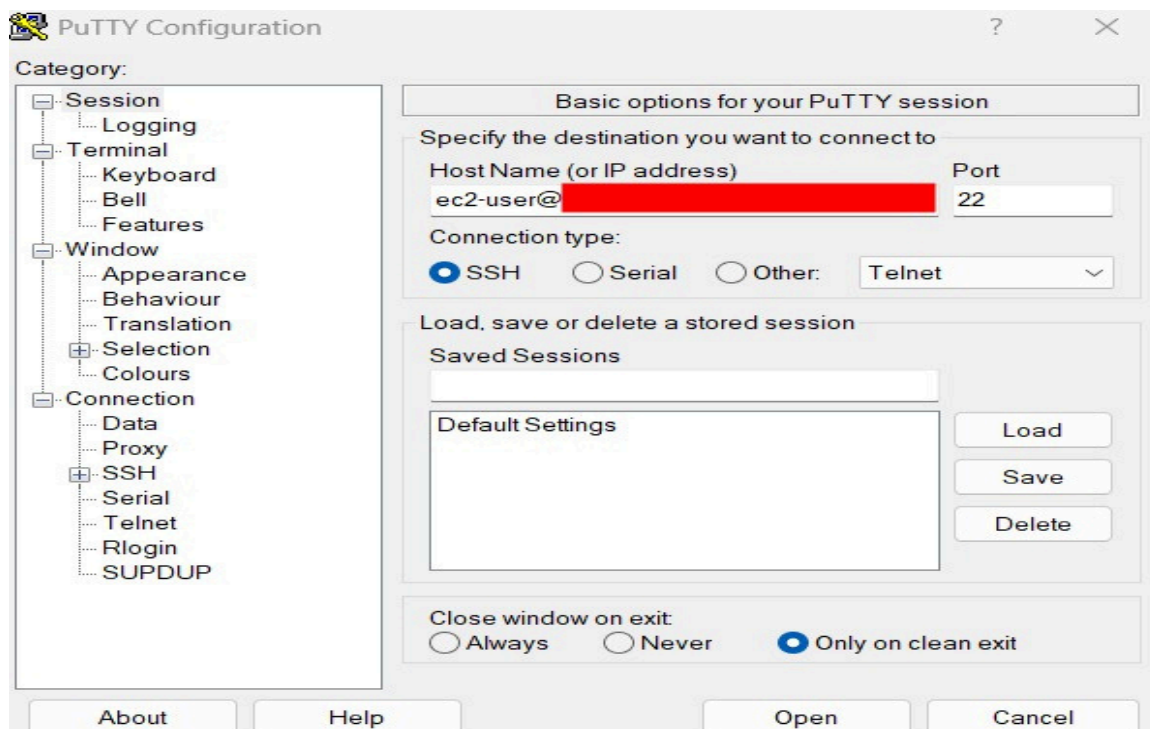 PuTTY Configuration
?
Category:
Session
Logging
Terminal
Keyboard
Bell
Features
Window
Appearance
Behaviour
Translation
Selection
Colours
Connection
Data
Proxy
SSH
Serial
Telnet
Rlogin
SUPDUP
Basic options for your PuTTY session
Specify the destination you want to connect to
Host Name (or IP address) Port
ec2-user@ 22
Connection type:
SSH Serial Other: Telnet
Load, save or delete a stored session
Saved Sessions
Default Settings
Load
Save
Delete
Close window on exit:
Always Never Only on clean exit
About Help Open Cancel